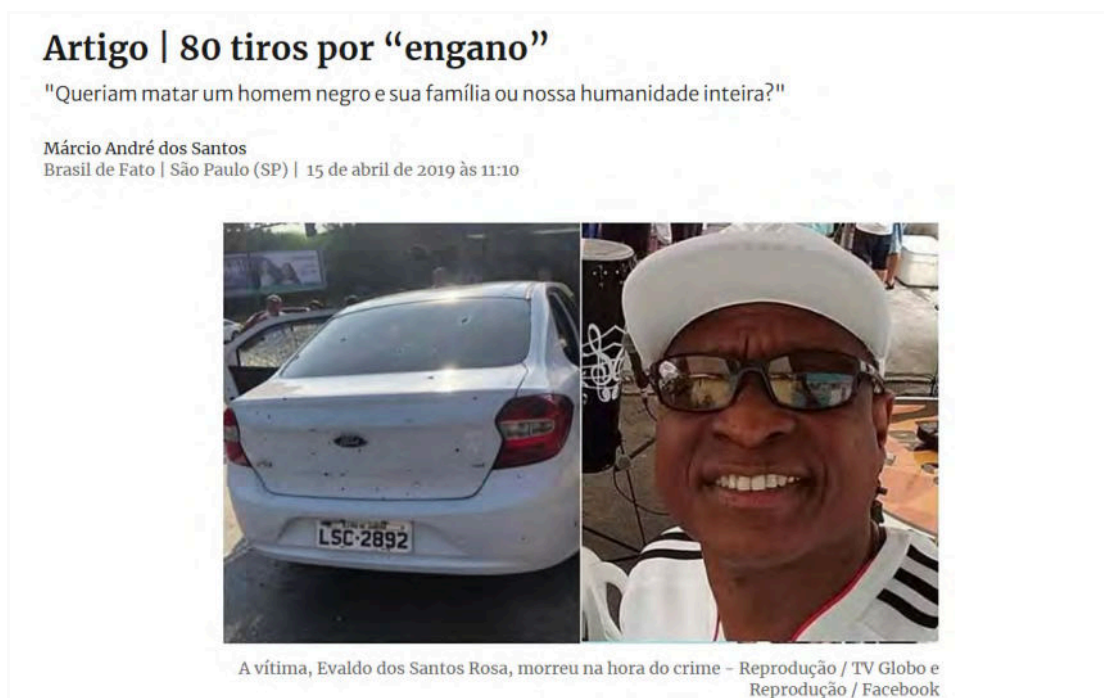 Artigo | 80 tiros por “engano”
"Queriam matar um homem negro e sua família ou nossa humanidade inteira?"
Márcio André dos Santos
Brasil de Fato | São Paulo (SP) | 15 de abril de 2019 às 11:10
Ford
LSC·2892
A vítima, Evaldo dos Santos Rosa, morreu na hora do crime - Reprodução / TV Globo e
Reprodução / Facebook